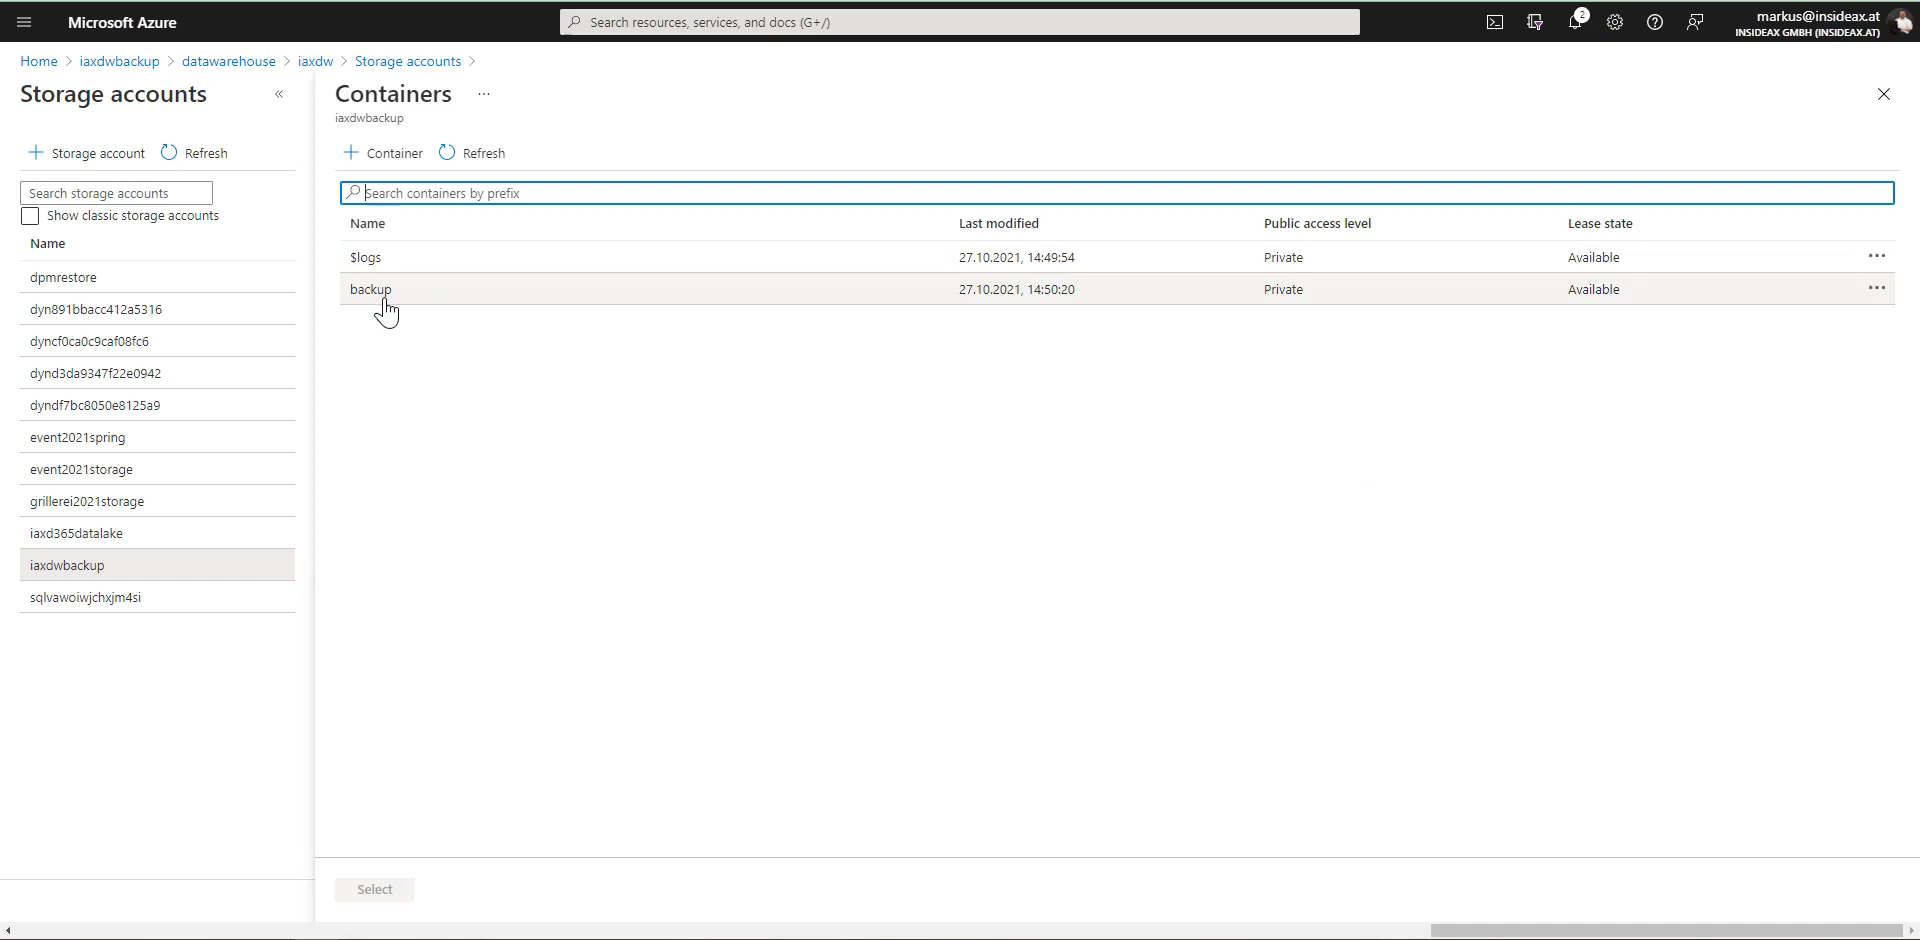 Microsoft Azure
Search resources, services, and docs (G+/)
2
markus@insideax.at
INSIDEAX GMBH (INSIDEAX.AT)
Home > iaxdwbackup > datawarehouse > iaxdw > Storage accounts >
Storage accounts «
Containers ...
iaxdwbackup
+ Storage account Refresh
+ Container Refresh
Search storage accounts
Show classic storage accounts
Name
dpmrestore
dyn891bbacc412a5316
dyncf0ca0c9caf08fc6
dynd3da9347f22e0942
dyndf7bc8050e8125a9
event2021spring
event2021storage
grillerei2021storage
iaxd365datalake
iaxdwbackup
sqlvawoiwjchxjm4si
Search containers by prefix
Name Last modified Public access level Lease state
$logs 27.10.2021, 14:49:54 Private Available ...
backup 27.10.2021, 14:50:20 Private Available ...
Select